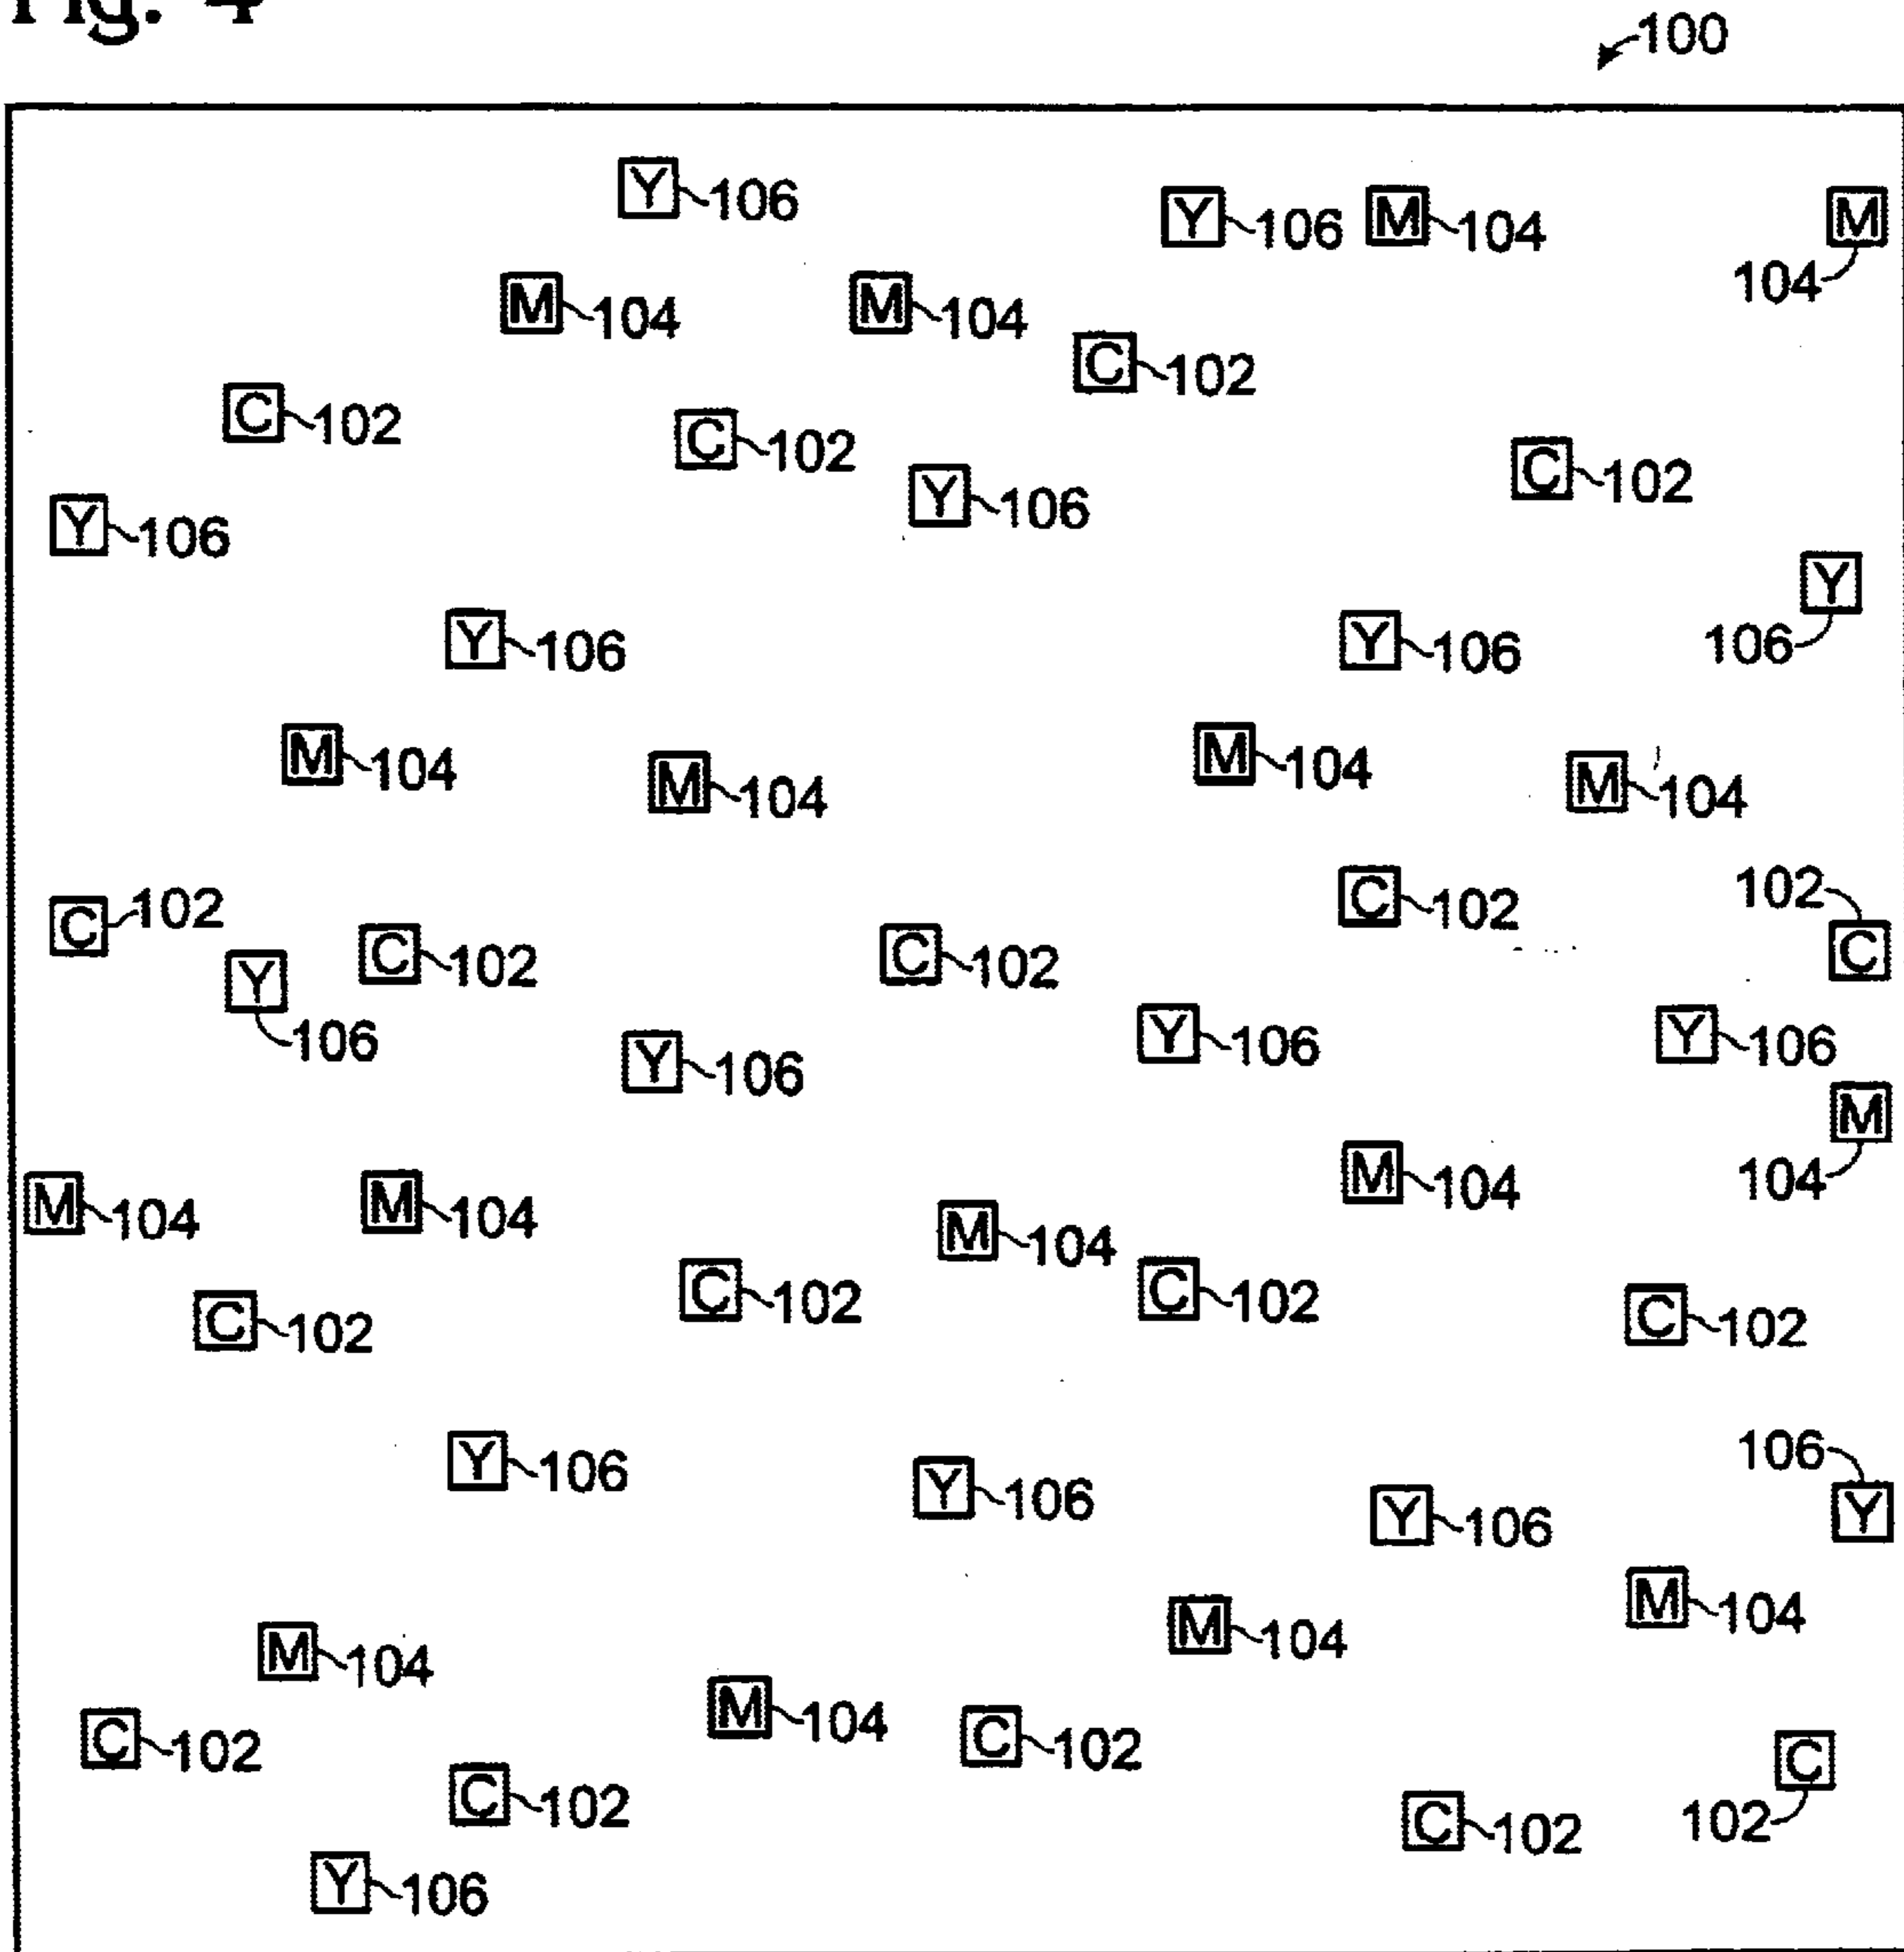 Fig. 4
100
Y 106
Y 106 M 104 M 104
M 104 M 104
C 102
C 102 C 102 C 102
Y 106 Y 106
Y 106
Y 106 Y 106
M 104 M 104 M 104 M 104
C 102 C 102 C 102 C 102 C 102
Y 106 Y 106 Y 106 Y 106
M 104
M 104 M 104 M 104 M 104
C 102 C 102 C 102 C 102
Y 106 Y 106 Y 106 Y 106
M 104 M 104 M 104
M 104
C 102 C 102 C 102
C 102 C 102
Y 106